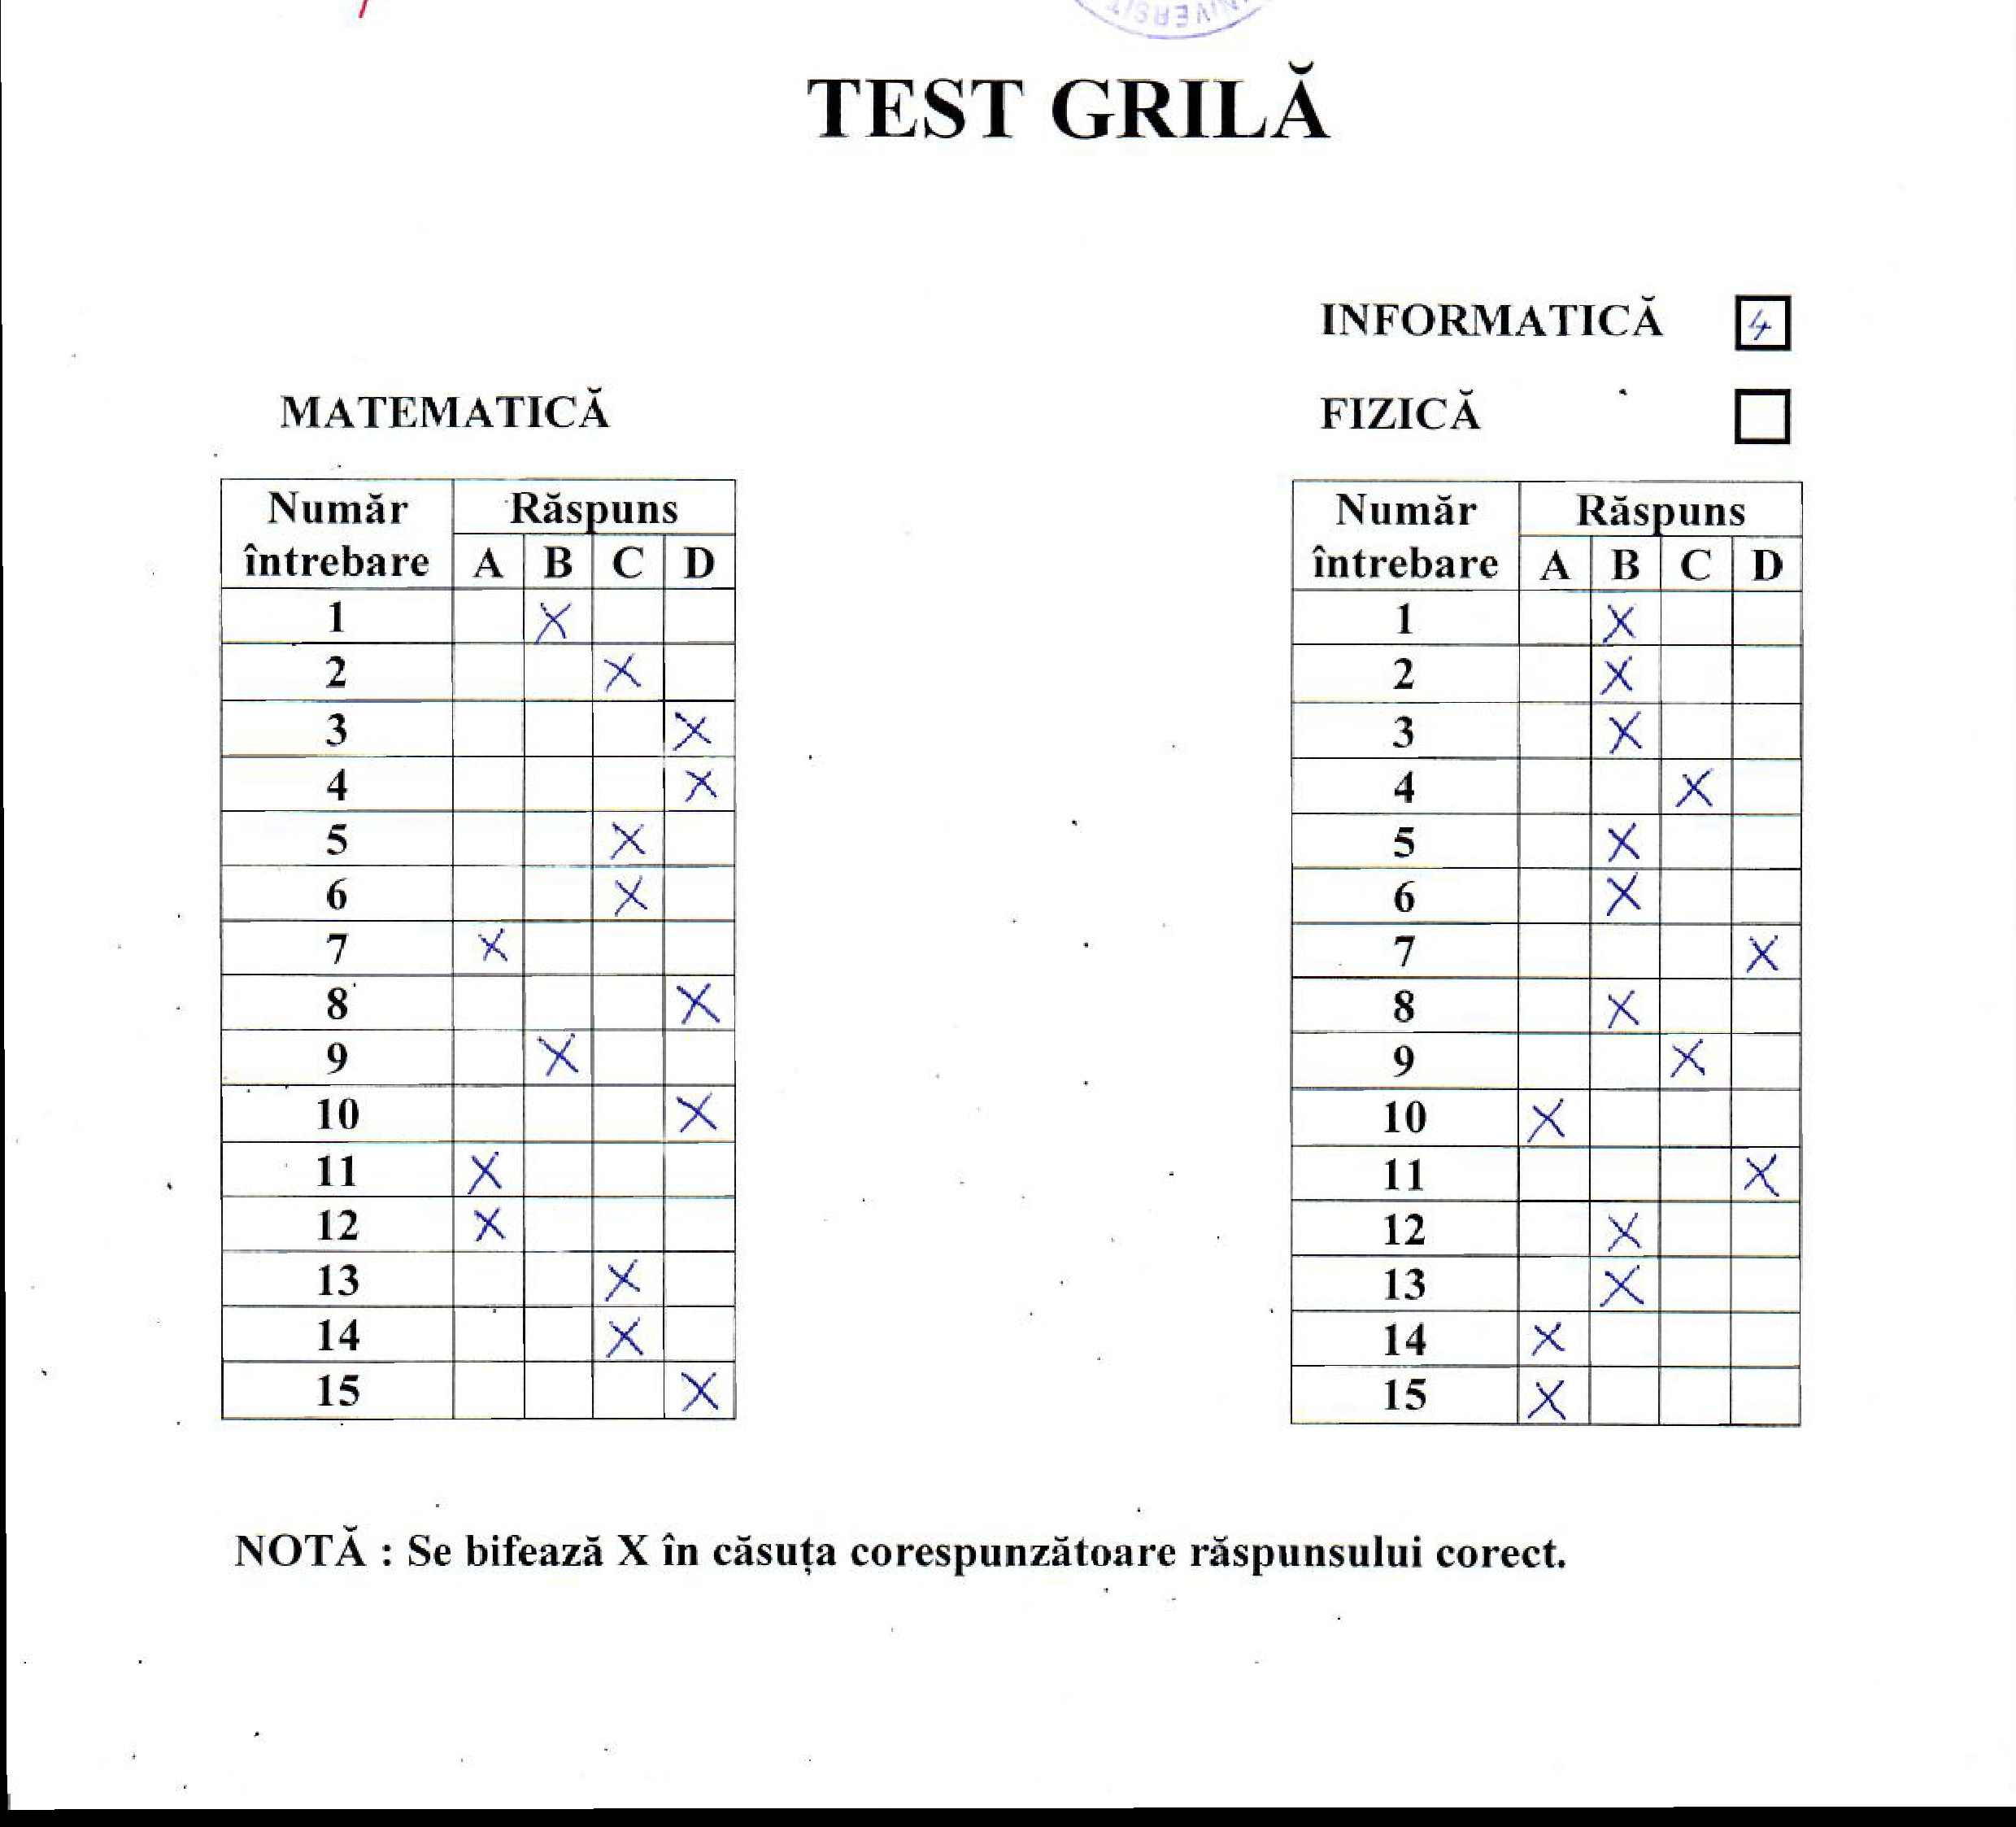 TEST GRILĂ
INFORMATICĂ 4
MATEMATICĂ
FIZICĂ
Număr întrebare Răspuns
A B C D
1 X
2 X
3 X
4 X
5 X
6 X
7 X
8 X
9 X
10 X
11 X
12 X
13 X
14 X
15 X
Număr întrebare Răspuns
A B C D
1 X
2 X
3 X
4 X
5 X
6 X
7 X
8 X
9 X
10 X
11 X
12 X
13 X
14 X
15 X
NOTĂ : Se bifează X în căsuța corespunzătoare răspunsului corect.